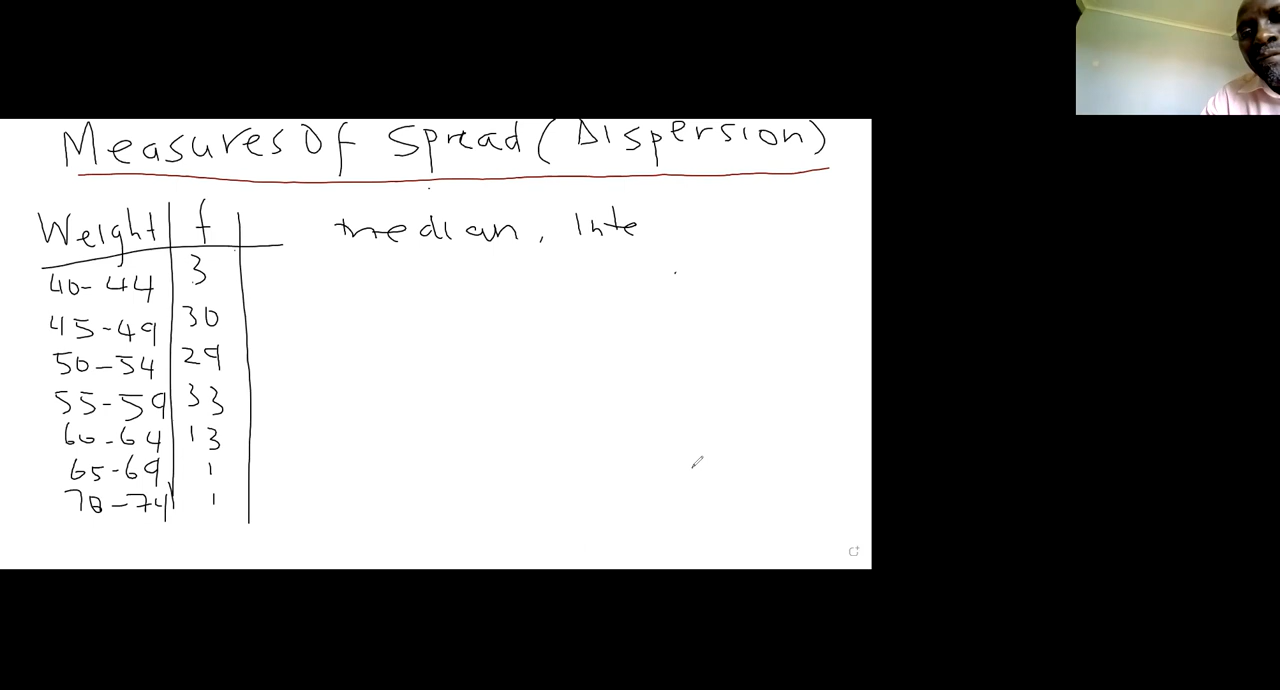 Measures Of Spread (Dispersion)
Weight f
median, Inte
40-44 3
45-49 30
50-54 29
55-59 33
60-64 13
65-69 1
70-74 1